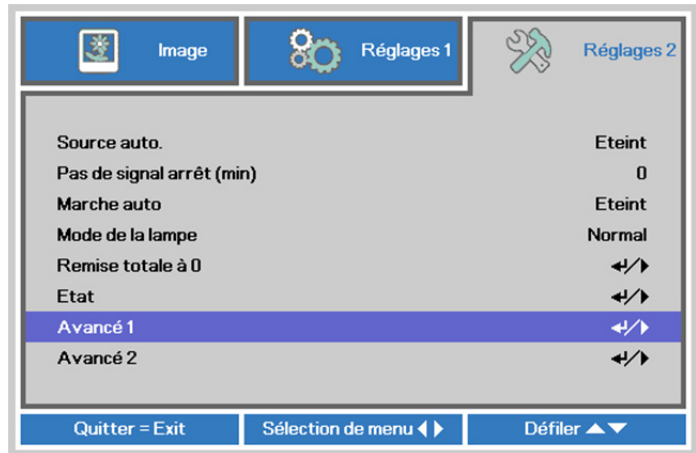 Image
Réglages 1
Réglages 2
Source auto. Eteint
Pas de signal arrêt (min) 0
Marche auto Eteint
Mode de la lampe Normal
Remise totale à 0
Etat
Avancé 1
Avancé 2
Quitter = Exit
Sélection de menu
Défiler